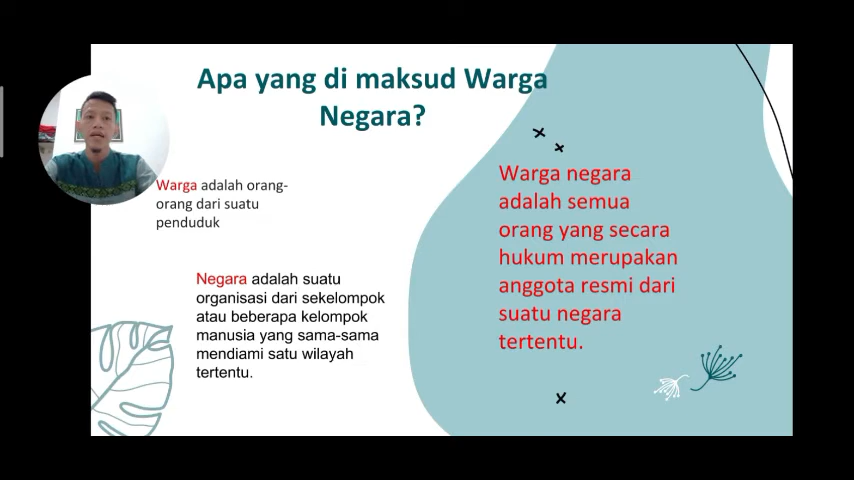 Apa yang di maksud Warga
Negara?
Warga adalah orang-
orang dari suatu
penduduk
Negara adalah suatu
organisasi dari sekelompok
atau beberapa kelompok
manusia yang sama-sama
mendiami satu wilayah
tertentu.
Warga negara
adalah semua
orang yang secara
hukum merupakan
anggota resmi dari
suatu negara
tertentu.